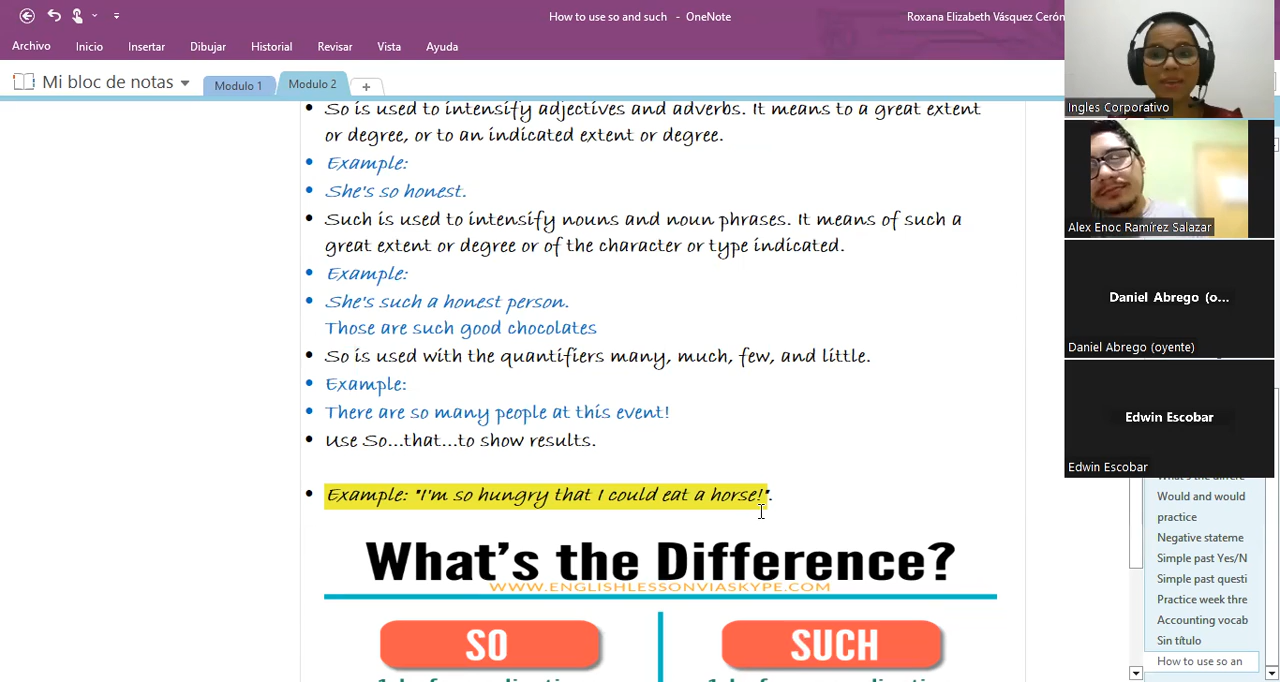 How to use so and such - OneNote
Roxana Elizabeth Vásquez Cerón
Archivo Inicio Insertar Dibujar Historial Revisar Vista Ayuda
Mi bloc de notas Modulo 1 Modulo 2 +
So is used to intensify adjectives and adverbs. It means to a great extent
or degree, or to an indicated extent or degree.
Example:
She's so honest.
Such is used to intensify nouns and noun phrases. It means of such a
great extent or degree or of the character or type indicated.
Example:
She's such a honest person.
Those are such good chocolates
So is used with the quantifiers many, much, few, and little.
Example:
There are so many people at this event!
Use So...that...to show results.
Example: "I'm so hungry that I could eat a horse!".
What's the Difference?
WWW.ENGLISHLESSONVIASKYPE.COM
SO
SUCH
Ingles Corporativo
Alex Enoc Ramirez Salazar
Daniel Abrego (o...
Daniel Abrego (oyente)
Edwin Escobar
Edwin Escobar
What's the differe
Would and would
practice
Negative stateme
Simple past Yes/N
Simple past questi
Practice week thre
Accounting vocab
Sin título
How to use so an